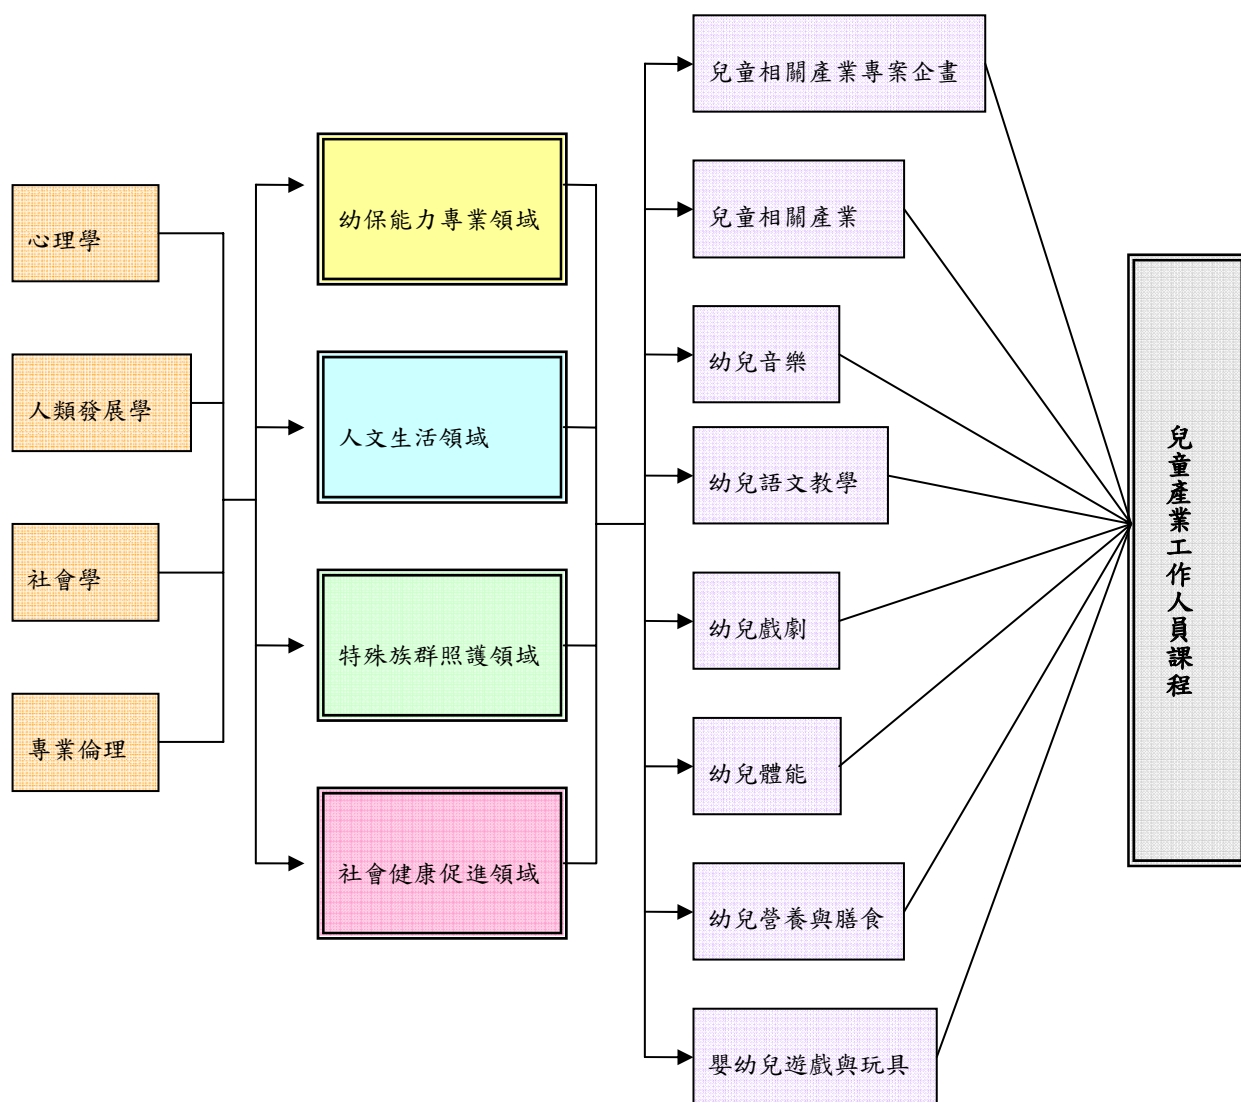 心理學
人類發展學
社會學
專業倫理
幼保能力專業領域
人文生活領域
特殊族群照護領域
社會健康促進領域
兒童相關產業專案企畫
兒童相關產業
幼兒音樂
幼兒語文教學
幼兒戲劇
幼兒體能
幼兒營養與膳食
嬰幼兒遊戲與玩具
兒童產業工作人員課程